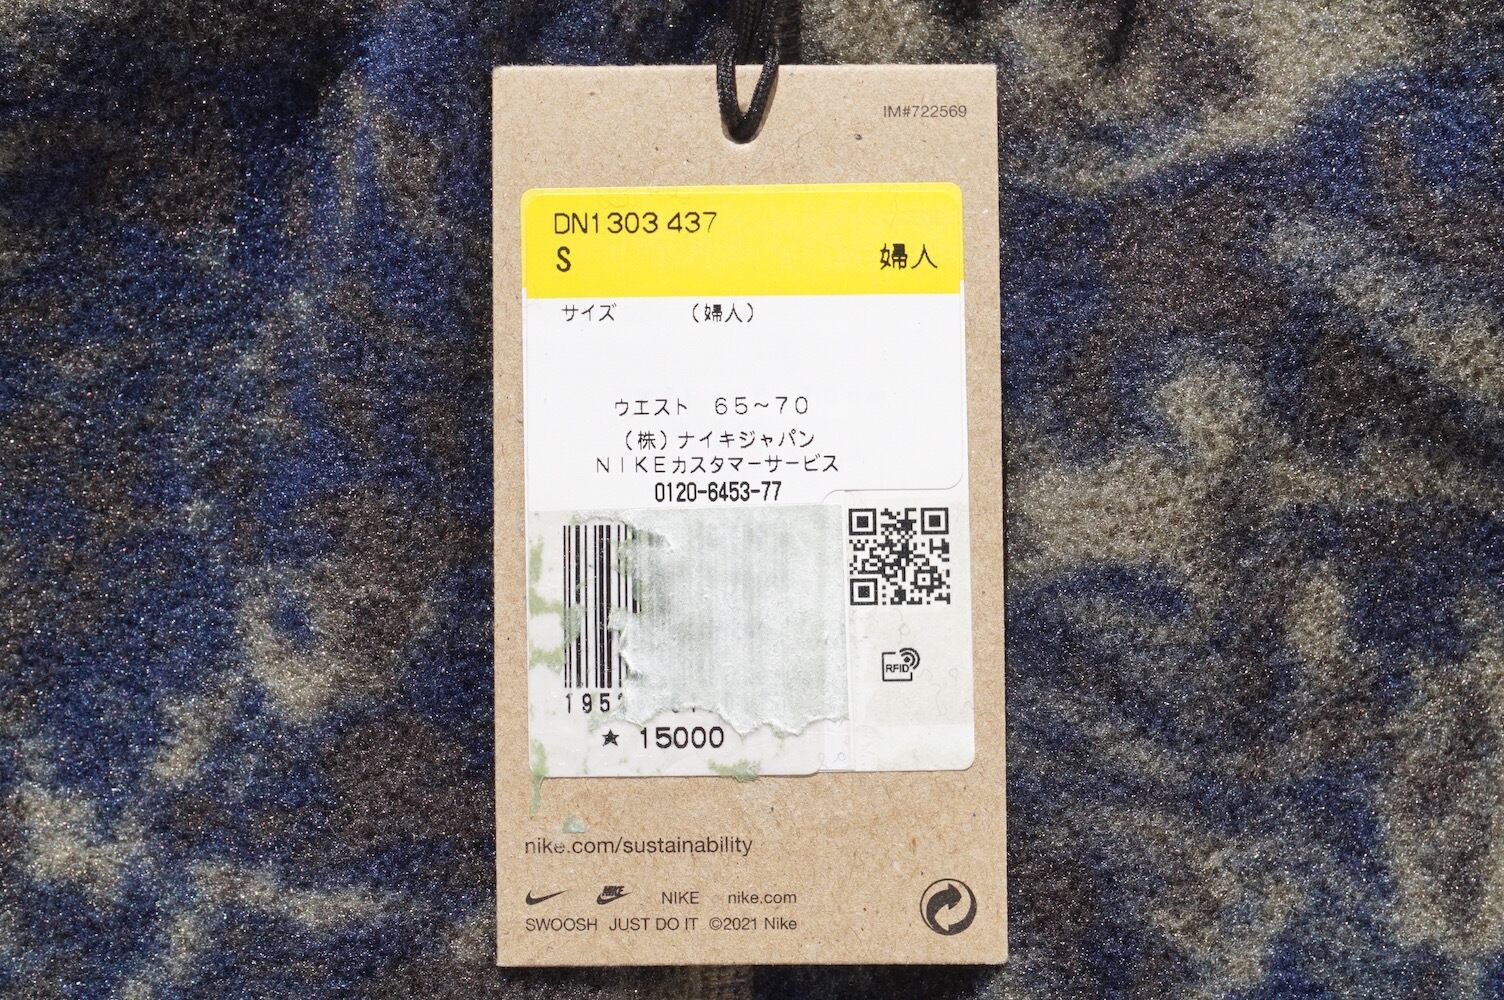 IM#722569
DN1303 437
S 婦人
サイズ (婦人)
ウエスト 65~70
(株)ナイキジャパン
NIKEカスタマーサービス
0120-6453-77
RFID
195
★ 15000
nike.com/sustainability
NIKE NIKE nike.com
SWOOSH JUST DO IT ©2021 Nike